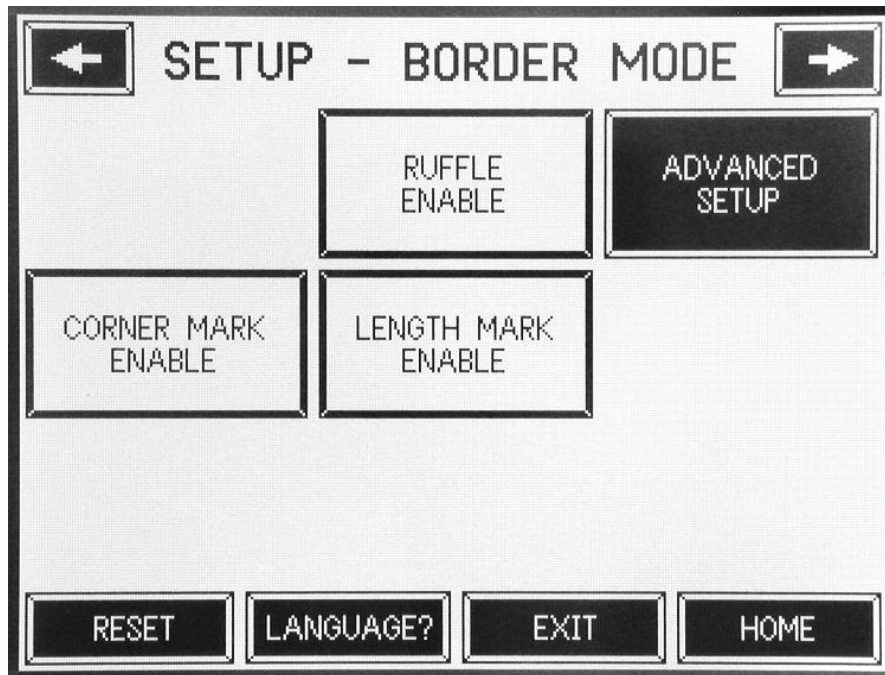 SETUP - BORDER MODE
RUFFLE
ENABLE
ADVANCED
SETUP
CORNER MARK
ENABLE
LENGTH MARK
ENABLE
RESET
LANGUAGE?
EXIT
HOME